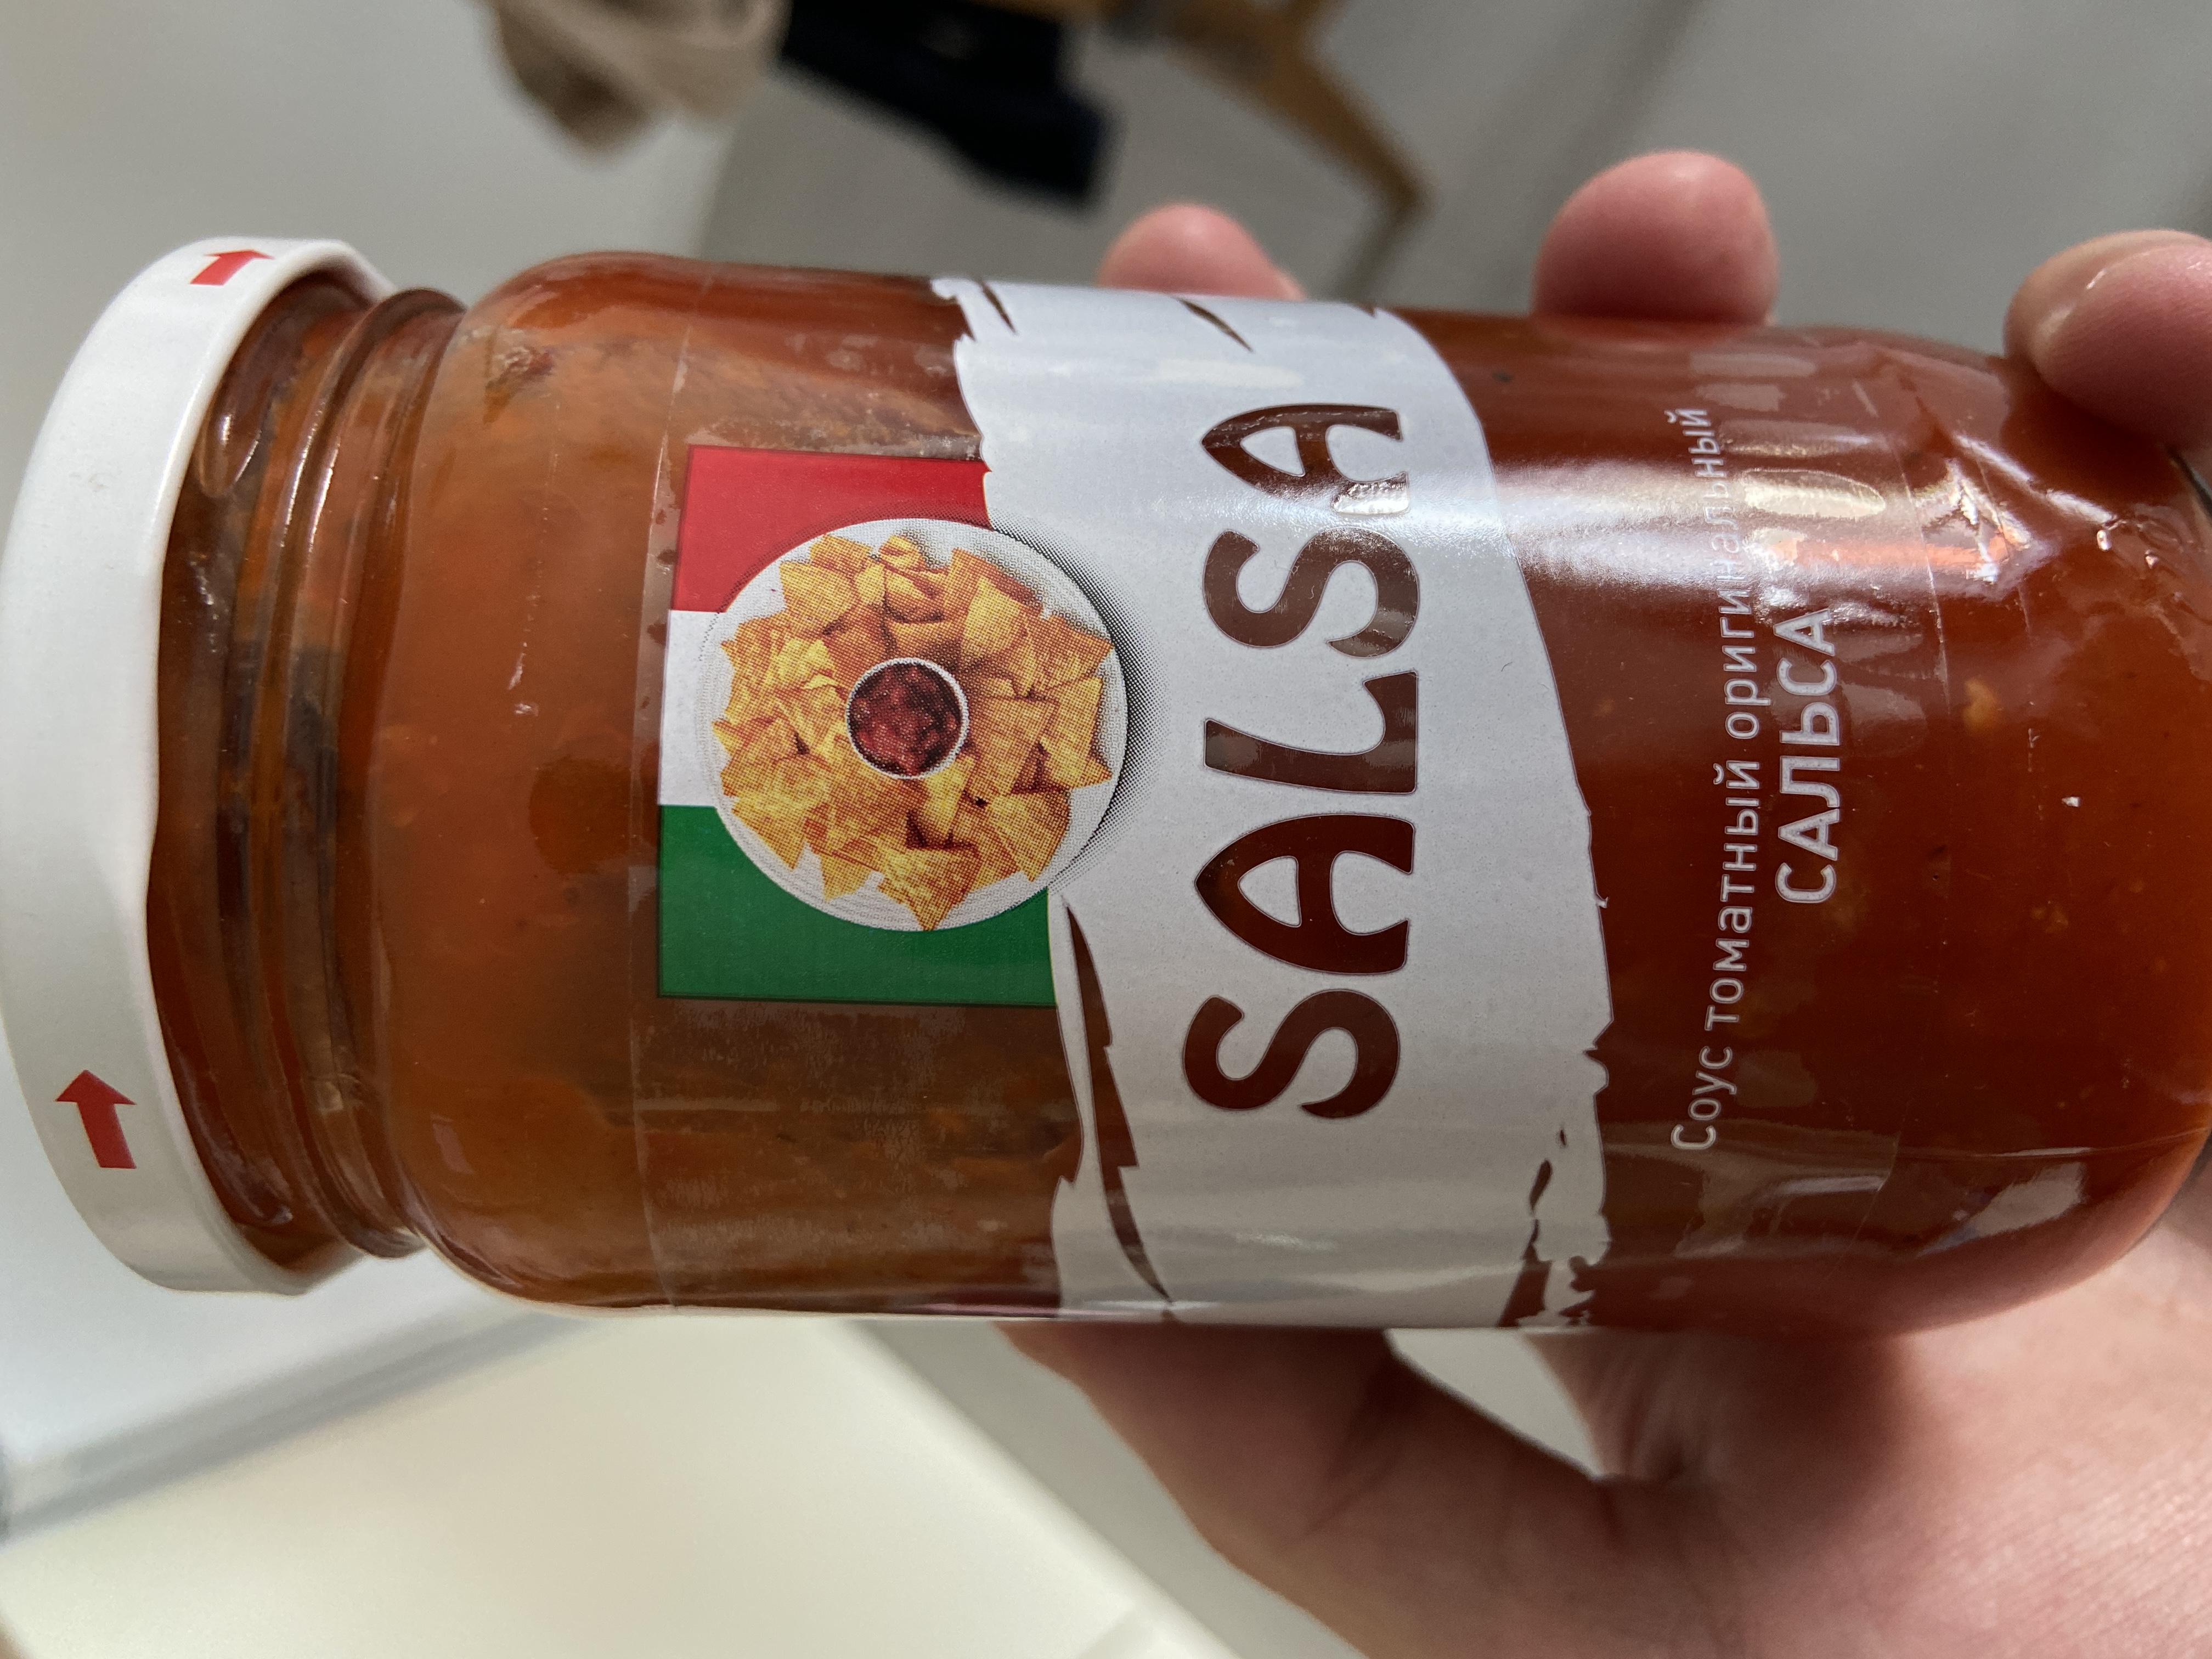 SALSA
Соус томатный оригинальный
САЛЬСА